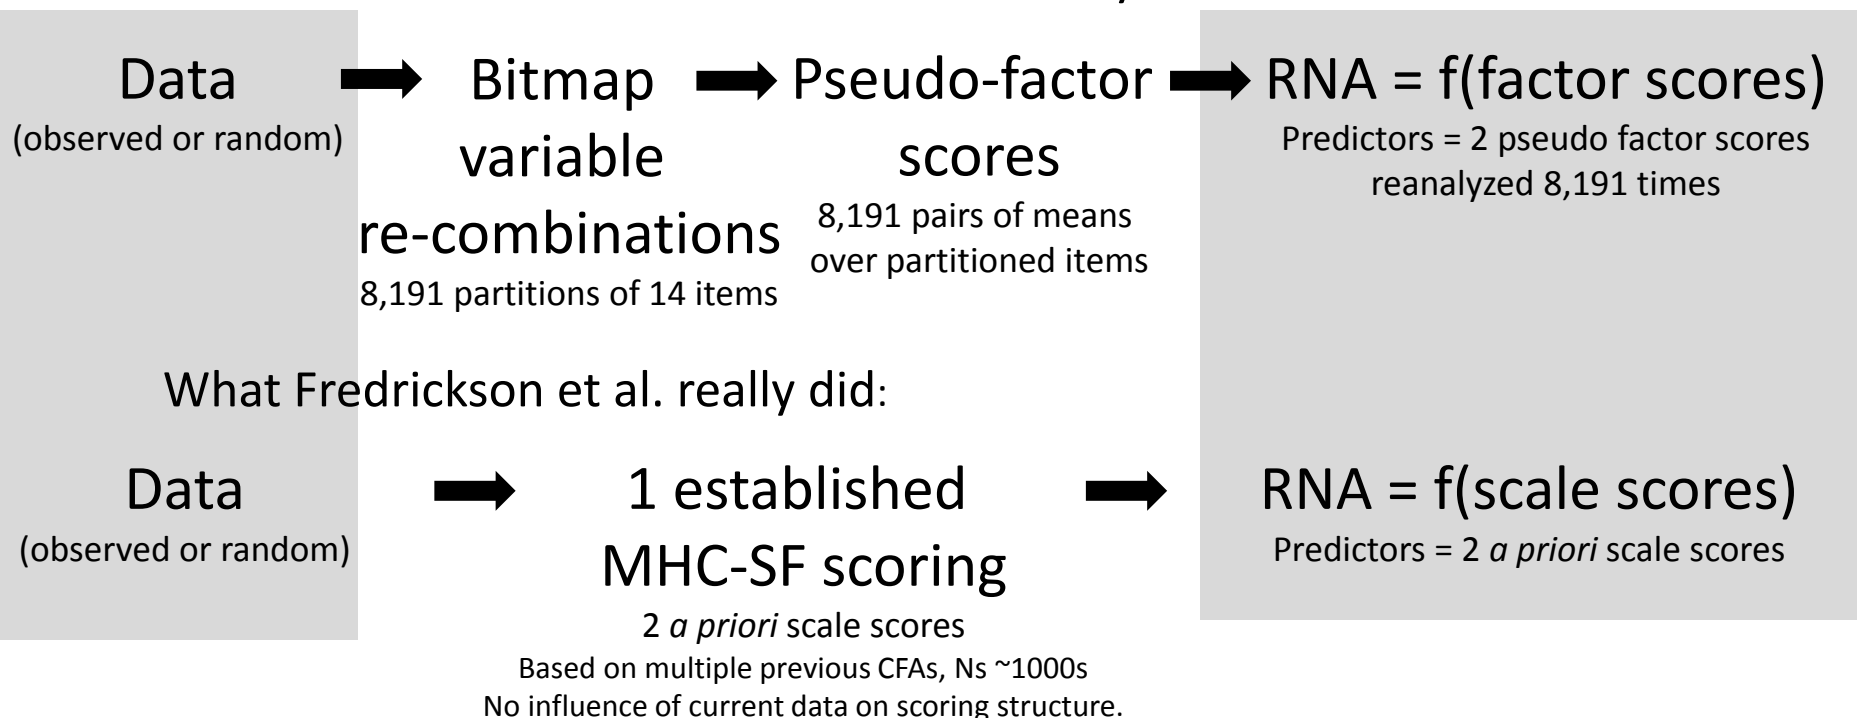 Data
(observed or random)
Bitmap
variable
re-combinations
8,191 partitions of 14 items
Pseudo-factor
scores
8,191 pairs of means
over partitioned items
RNA = f(factor scores)
Predictors = 2 pseudo factor scores
reanalyzed 8,191 times
What Fredrickson et al. really did:
Data
(observed or random)
1 established
MHC-SF scoring
2 a priori scale scores
Based on multiple previous CFAs, Ns ~1000s
No influence of current data on scoring structure.
RNA = f(scale scores)
Predictors = 2 a priori scale scores